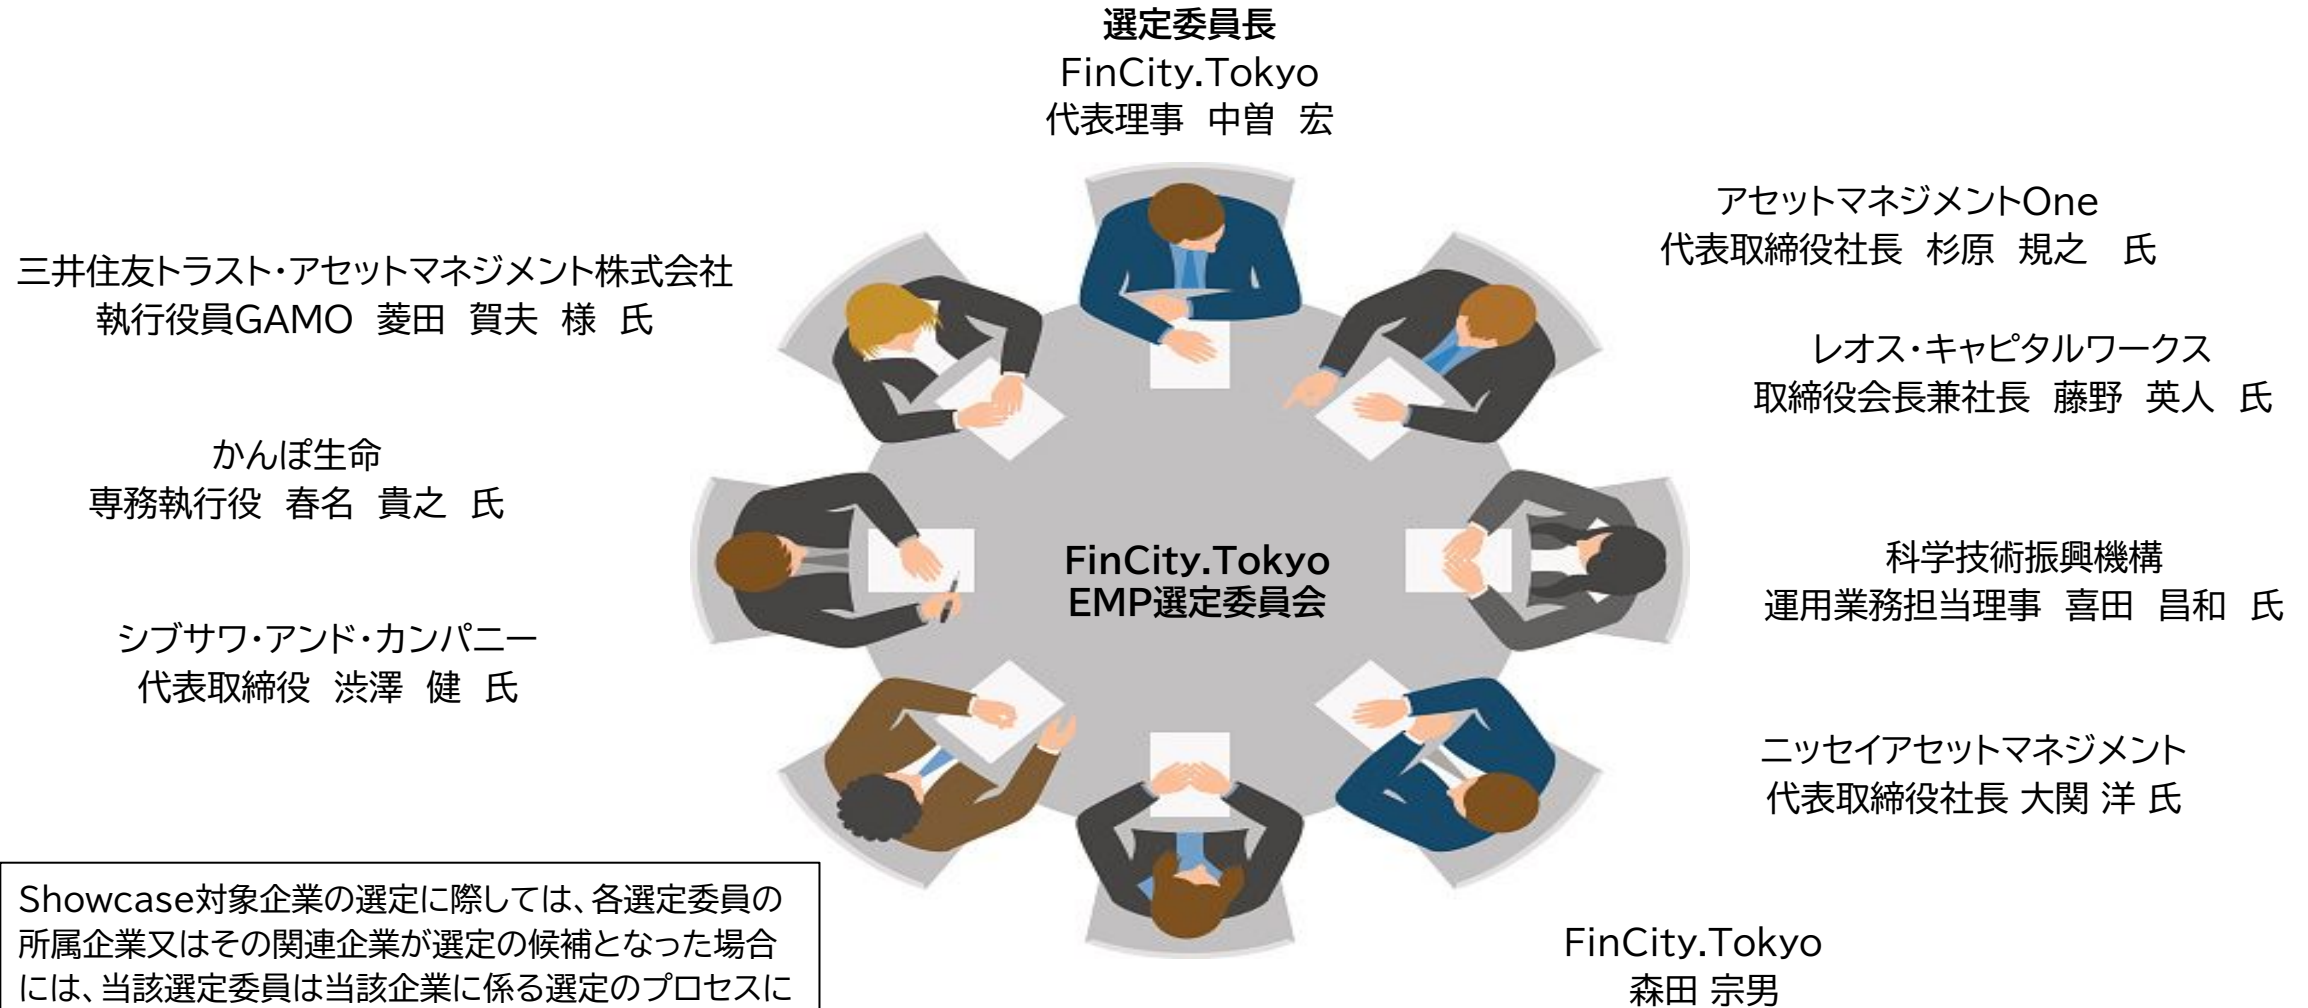 選定委員長
FinCity.Tokyo
代表理事 中曽 宏
アセットマネジメントOne
代表取締役社長 杉原 規之 氏
三井住友トラスト・アセットマネジメント株式会社
執行役員GAMO 菱田 賀夫 様 氏
レオス・キャピタルワークス
取締役会長兼社長 藤野 英人 氏
かんぽ生命
専務執行役 春名 貴之 氏
FinCity.Tokyo
EMP選定委員会
科学技術振興機構
運用業務担当理事 喜田 昌和 氏
シブサワ・アンド・カンパニー
代表取締役 渋澤 健 氏
ニッセイアセットマネジメント
代表取締役社長 大関 洋 氏
Showcase対象企業の選定に際しては、各選定委員の
所属企業又はその関連企業が選定の候補となった場合
には、当該選定委員は当該企業に係る選定のプロセスに
FinCity.Tokyo
森田 宗男